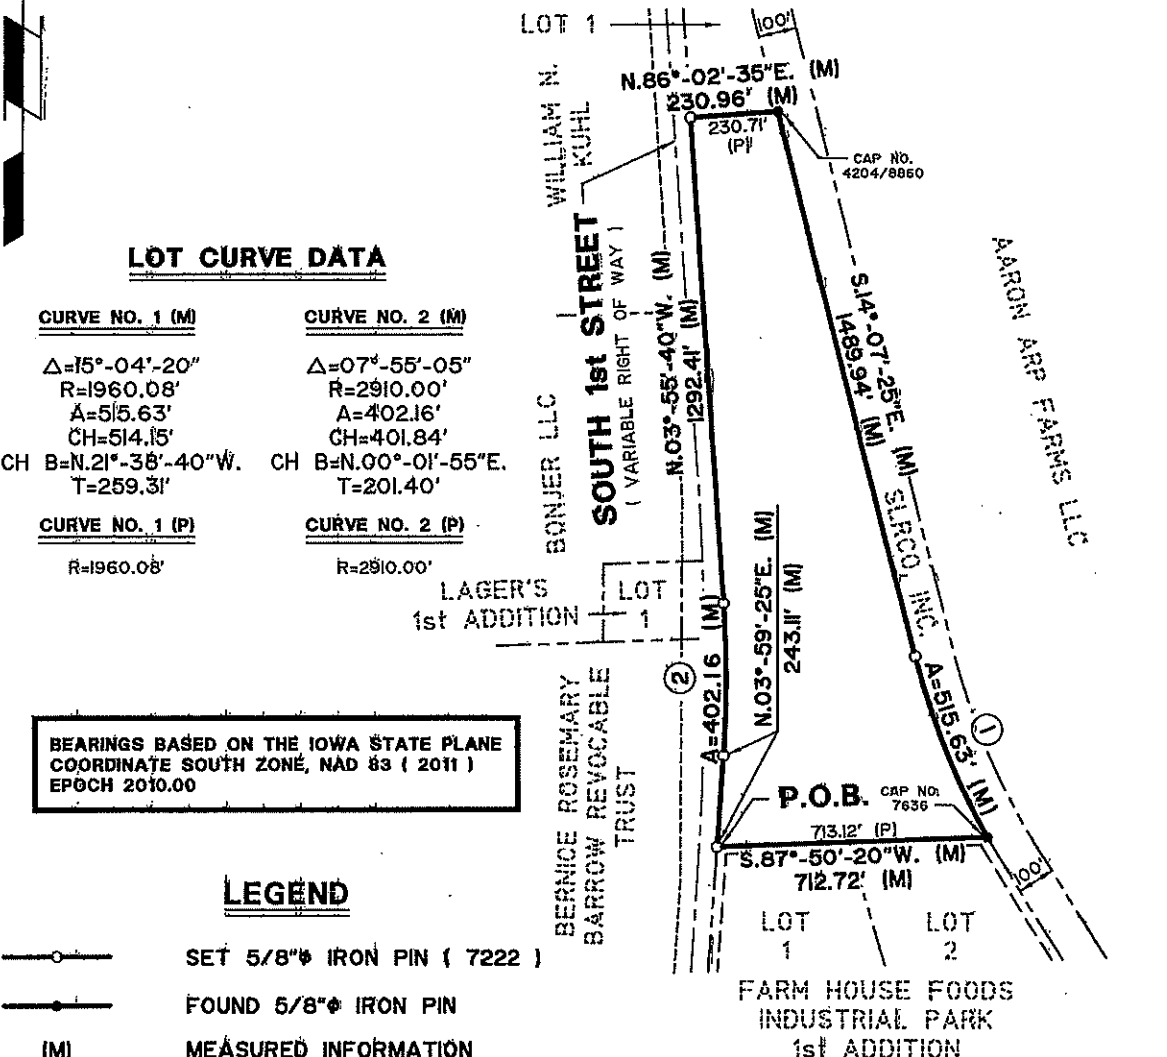 LOT 1
100'
N.86°-02'-35"E. (M)
230.96' (M)
230.71'
(P)
CAP NO.
4204/8860
WILLIAM N.
KUHL
SOUTH 1st STREET
( VARIABLE RIGHT OF WAY )
N.03°-55'-40"W. (M)
1292.41' (M)
S.14°-07'-25"E. (M)
1489.94' (M)
AARON ARP FARMS LLC
SLRCO, INC.
BONJER LLC
LOT CURVE DATA
CURVE NO. 1 (M)
Δ=15°-04'-20"
R=1960.08'
A=515.63'
CH=514.15'
CH B=N.21°-38'-40"W.
T=259.31'
CURVE NO. 1 (P)
R=1960.08'
CURVE NO. 2 (M)
Δ=07°-55'-05"
R=2910.00'
A=402.16'
CH=401.84'
CH B=N.00°-01'-55"E.
T=201.40'
CURVE NO. 2 (P)
R=2910.00'
LAGER'S
1st ADDITION
LOT
1
2
A=402.16 (M)
N.03°-59'-25"E. (M)
243.11' (M)
A=515.63' (M)
1
BERNICE ROSEMARY
BARROW REVOCABLE
TRUST
BEARINGS BASED ON THE IOWA STATE PLANE
COORDINATE SOUTH ZONE, NAD 83 ( 2011 )
EPOCH 2010.00
P.O.B.
CAP NO.
7636
713.12' (P)
S.87°-50'-20"W. (M)
712.72' (M)
100'
LOT
1
LOT
2
FARM HOUSE FOODS
INDUSTRIAL PARK
1st ADDITION
LEGEND
SET 5/8"ϕ IRON PIN ( 7222 )
FOUND 5/8"ϕ IRON PIN
(M) MEASURED INFORMATION